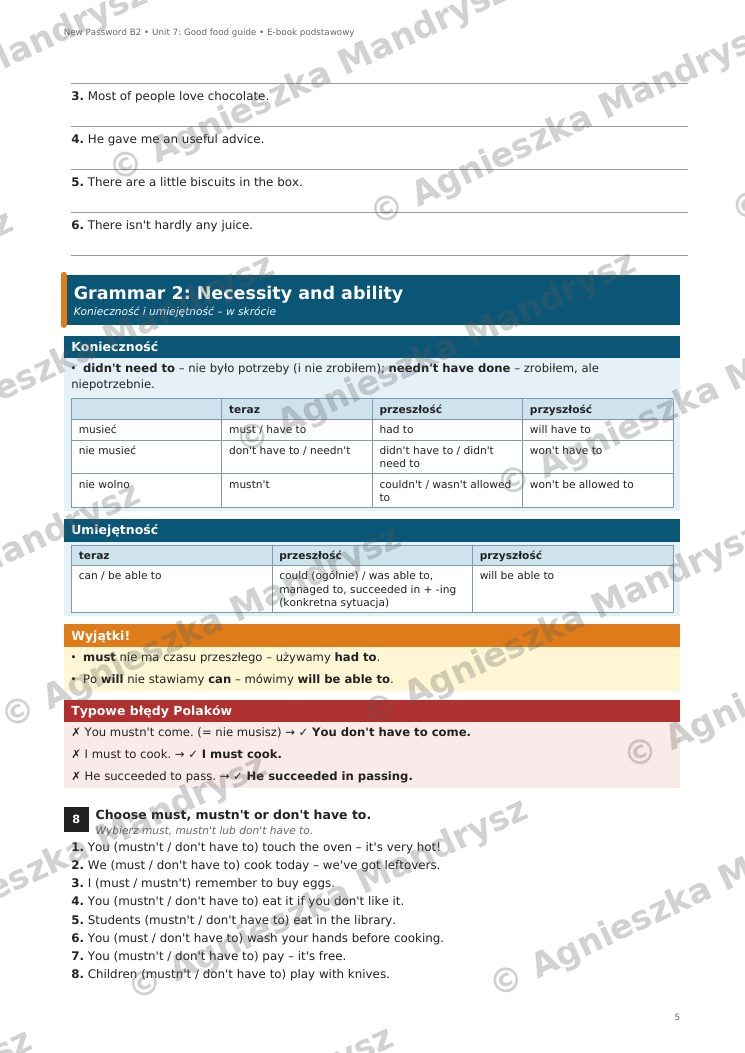 New Password B2 • Unit 7: Good food guide • E-book podstawowy
3. Most of people love chocolate.
4. He gave me an useful advice.
5. There are a little biscuits in the box.
6. There isn't hardly any juice.
Grammar 2: Necessity and ability
Konieczność i umiejętność – w skrócie
Konieczność
• didn't need to – nie było potrzeby (i nie zrobiłem); needn't have done – zrobiłem, ale
niepotrzebnie.
teraz przeszłość przyszłość
musieć must / have to had to will have to
nie musieć don't have to / needn't didn't have to / didn't won't have to
need to
nie wolno mustn't couldn't / wasn't allowed won't be allowed to
to
Umiejętność
teraz przeszłość przyszłość
can / be able to could (ogólnie) / was able to, will be able to
managed to, succeeded in + -ing
(konkretna sytuacja)
Wyjątki!
• must nie ma czasu przeszłego – używamy had to.
• Po will nie stawiamy can – mówimy will be able to.
Typowe błędy Polaków
✗ You mustn't come. (= nie musisz) → ✓ You don't have to come.
✗ I must to cook. → ✓ I must cook.
✗ He succeeded to pass. → ✓ He succeeded in passing.
8 Choose must, mustn't or don't have to.
Wybierz must, mustn't lub don't have to.
1. You (mustn't / don't have to) touch the oven – it's very hot!
2. We (must / don't have to) cook today – we've got leftovers.
3. I (must / mustn't) remember to buy eggs.
4. You (mustn't / don't have to) eat it if you don't like it.
5. Students (mustn't / don't have to) eat in the library.
6. You (must / don't have to) wash your hands before cooking.
7. You (mustn't / don't have to) pay – it's free.
8. Children (mustn't / don't have to) play with knives.
5
© Agnieszka Mandrysz